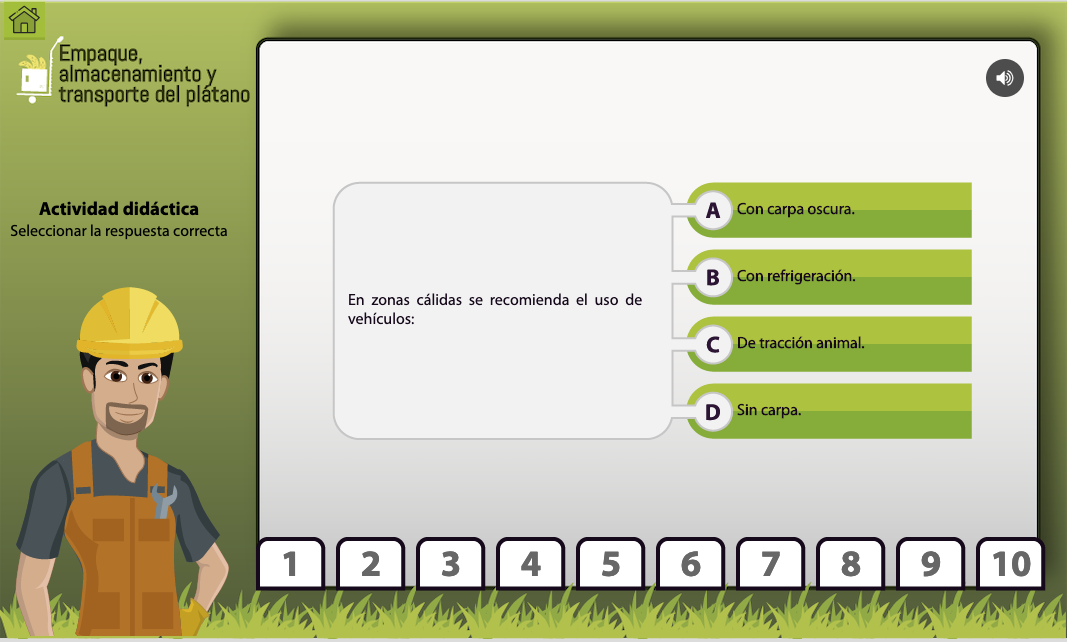 Empaque,
almacenamiento y
transporte del plátano
Actividad didáctica
Seleccionar la respuesta correcta
En zonas cálidas se recomienda el uso de
vehículos:
A Con carpa oscura.
B Con refrigeración.
C De tracción animal.
D Sin carpa.
1 2 3 4 5 6 7 8 9 10